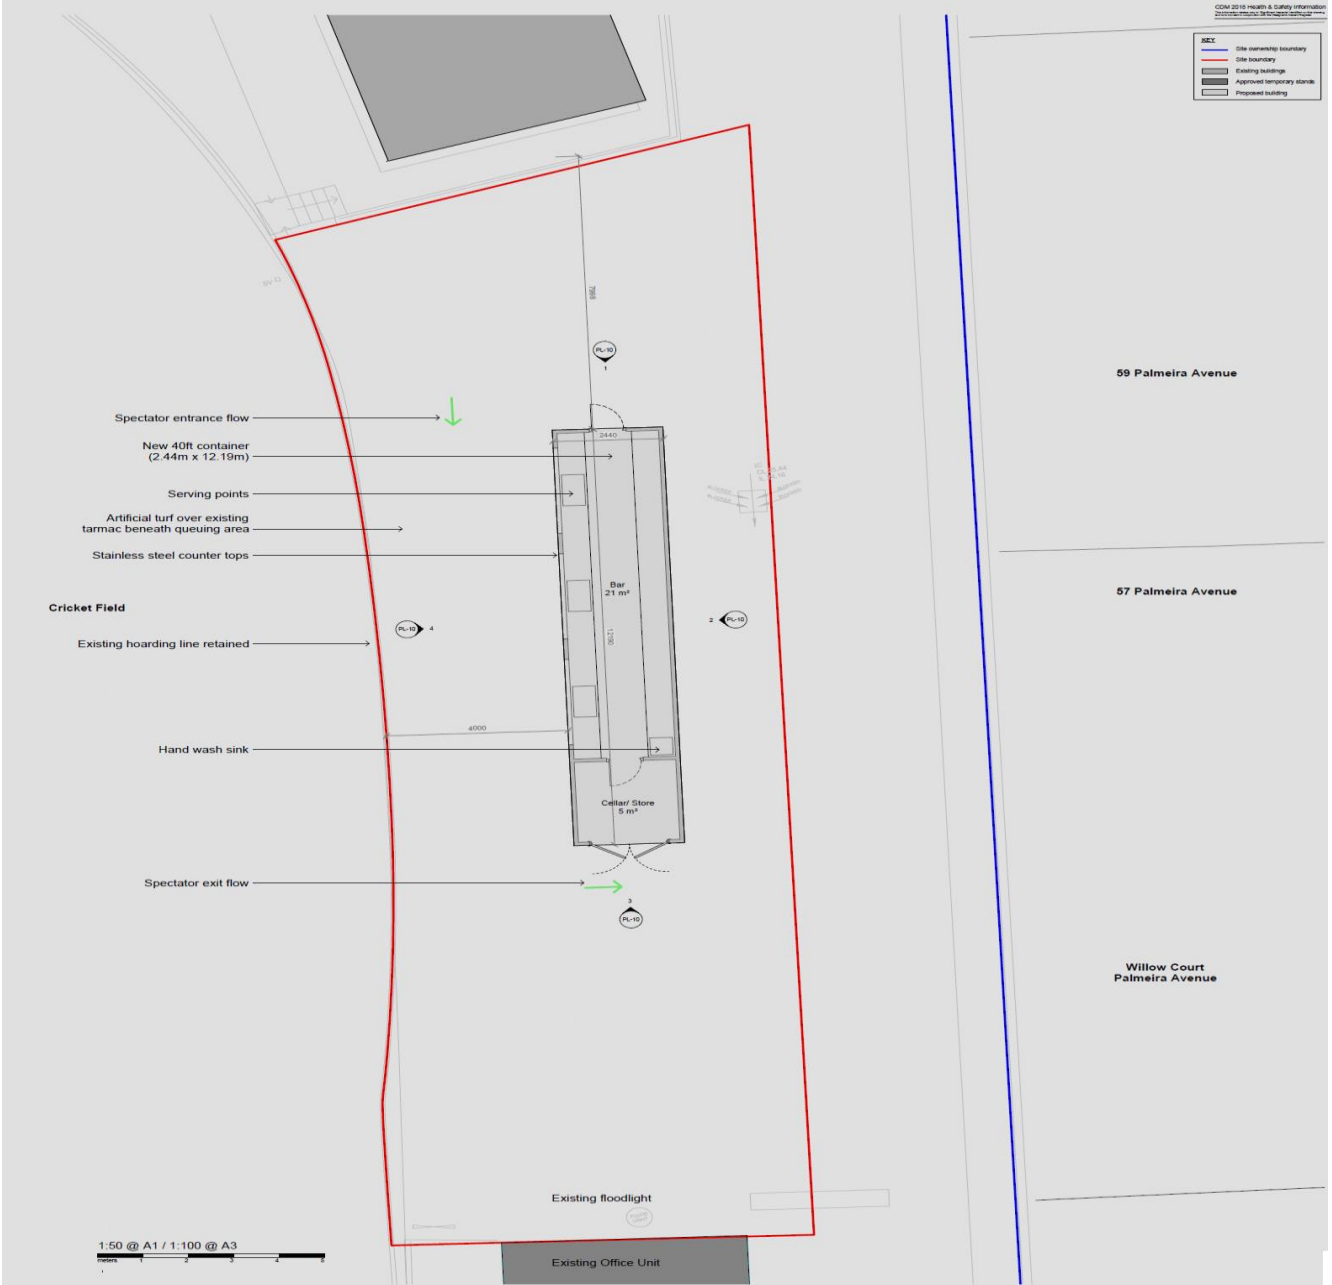 CDM 2015 Health & Safety Information
KEY
Site ownership boundary
Site boundary
Existing buildings
Approved temporary stands
Proposed building
7988
59 Palmeira Avenue
PL-10
1
Spectator entrance flow
2440
New 40ft container
(2.44m x 12.19m)
Serving points
Artificial turf over existing
tarmac beneath queuing area
Stainless steel counter tops
Bar
21 m²
57 Palmeira Avenue
Cricket Field
2
PL-10
PL-10
4
Existing hoarding line retained
4000
Hand wash sink
Cellar/ Store
5 m²
Spectator exit flow
3
PL-10
Willow Court
Palmeira Avenue
Existing floodlight
1:50 @ A1 / 1:100 @ A3
meters 1 2 3 4 5
Existing Office Unit